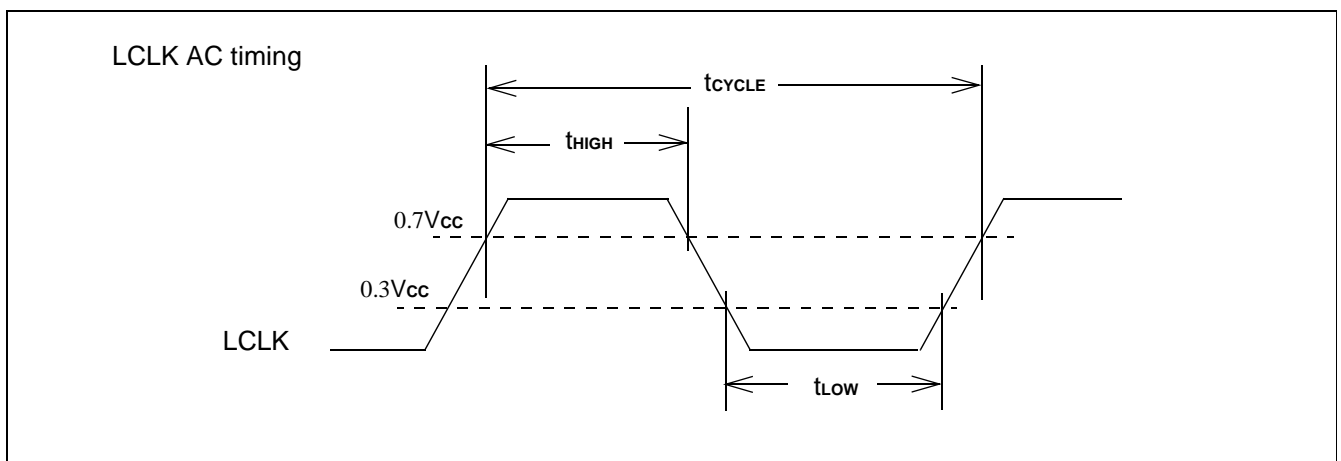 LCLK AC timing
tCYCLE
tHIGH
0.7Vcc
0.3Vcc
LCLK
tLOW